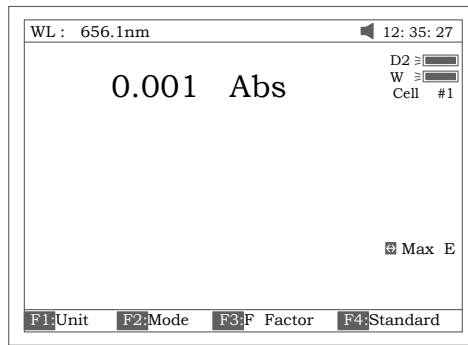 WL : 656.1nm 12: 35: 27
D2
W
0.001 Abs
Cell #1
Max E
F1:Unit F2:Mode F3:F Factor F4:Standard